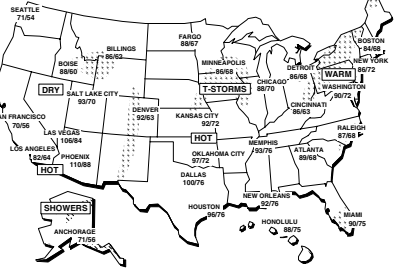 SEATTLE
71/54
FARGO
88/67
BILLINGS
86/62
BOISE
88/60
MINNEAPOLIS
86/68
BOSTON
84/68
NEW YORK
86/72
DETROIT
86/68
WARM
CHICAGO
88/70
WASHINGTON
90/72
DRY
SALT LAKE CITY
93/70
T-STORMS
DENVER
92/63
KANSAS CITY
92/72
CINCINNATI
86/63
AN FRANCISCO
70/56
LAS VEGAS
106/84
HOT
RALEIGH
87/68
LOS ANGELES
82/64
PHOENIX
110/88
OKLAHOMA CITY
97/72
MEMPHIS
93/76
ATLANTA
89/68
HOT
DALLAS
100/76
SHOWERS
HOUSTON
96/76
NEW ORLEANS
92/76
MIAMI
90/75
HONOLULU
88/75
ANCHORAGE
71/56